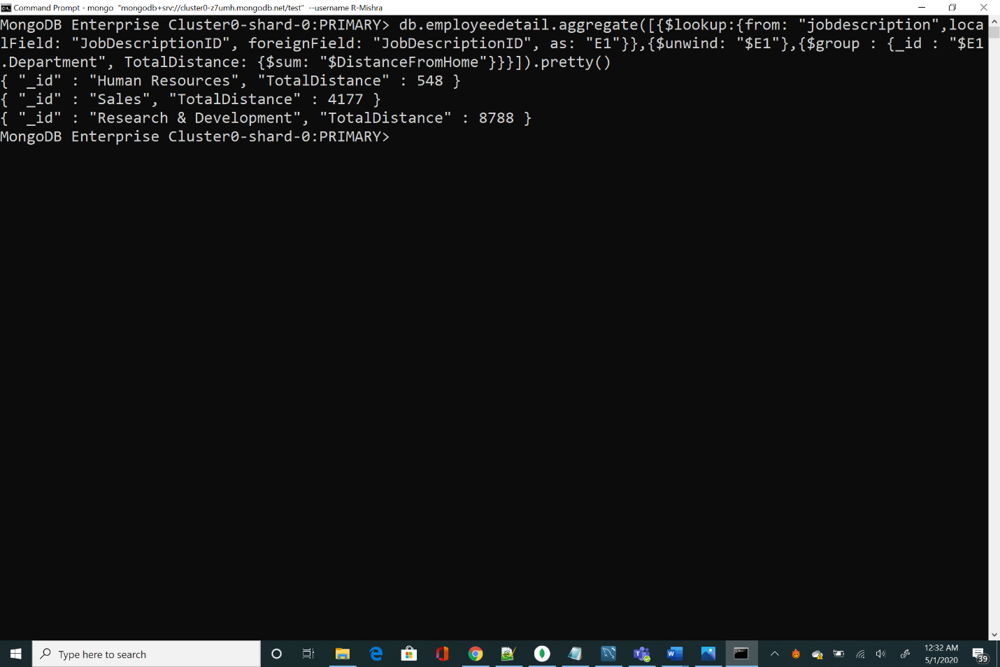 Command Prompt - mongo "mongodb+srv://cluster0-z7umh.mongodb.net/test" --username R-Mishra
MongoDB Enterprise Cluster0-shard-0:PRIMARY> db.employeedetail.aggregate([{$lookup:{from: "jobdescription",loca
lField: "JobDescriptionID", foreignField: "JobDescriptionID", as: "E1"}},{$unwind: "$E1"},{$group : {_id : "$E1
.Department", TotalDistance: {$sum: "$DistanceFromHome"}}}]).pretty()
{ "_id" : "Human Resources", "TotalDistance" : 548 }
{ "_id" : "Sales", "TotalDistance" : 4177 }
{ "_id" : "Research & Development", "TotalDistance" : 8788 }
MongoDB Enterprise Cluster0-shard-0:PRIMARY>
Type here to search
12:32 AM
5/1/2020
39